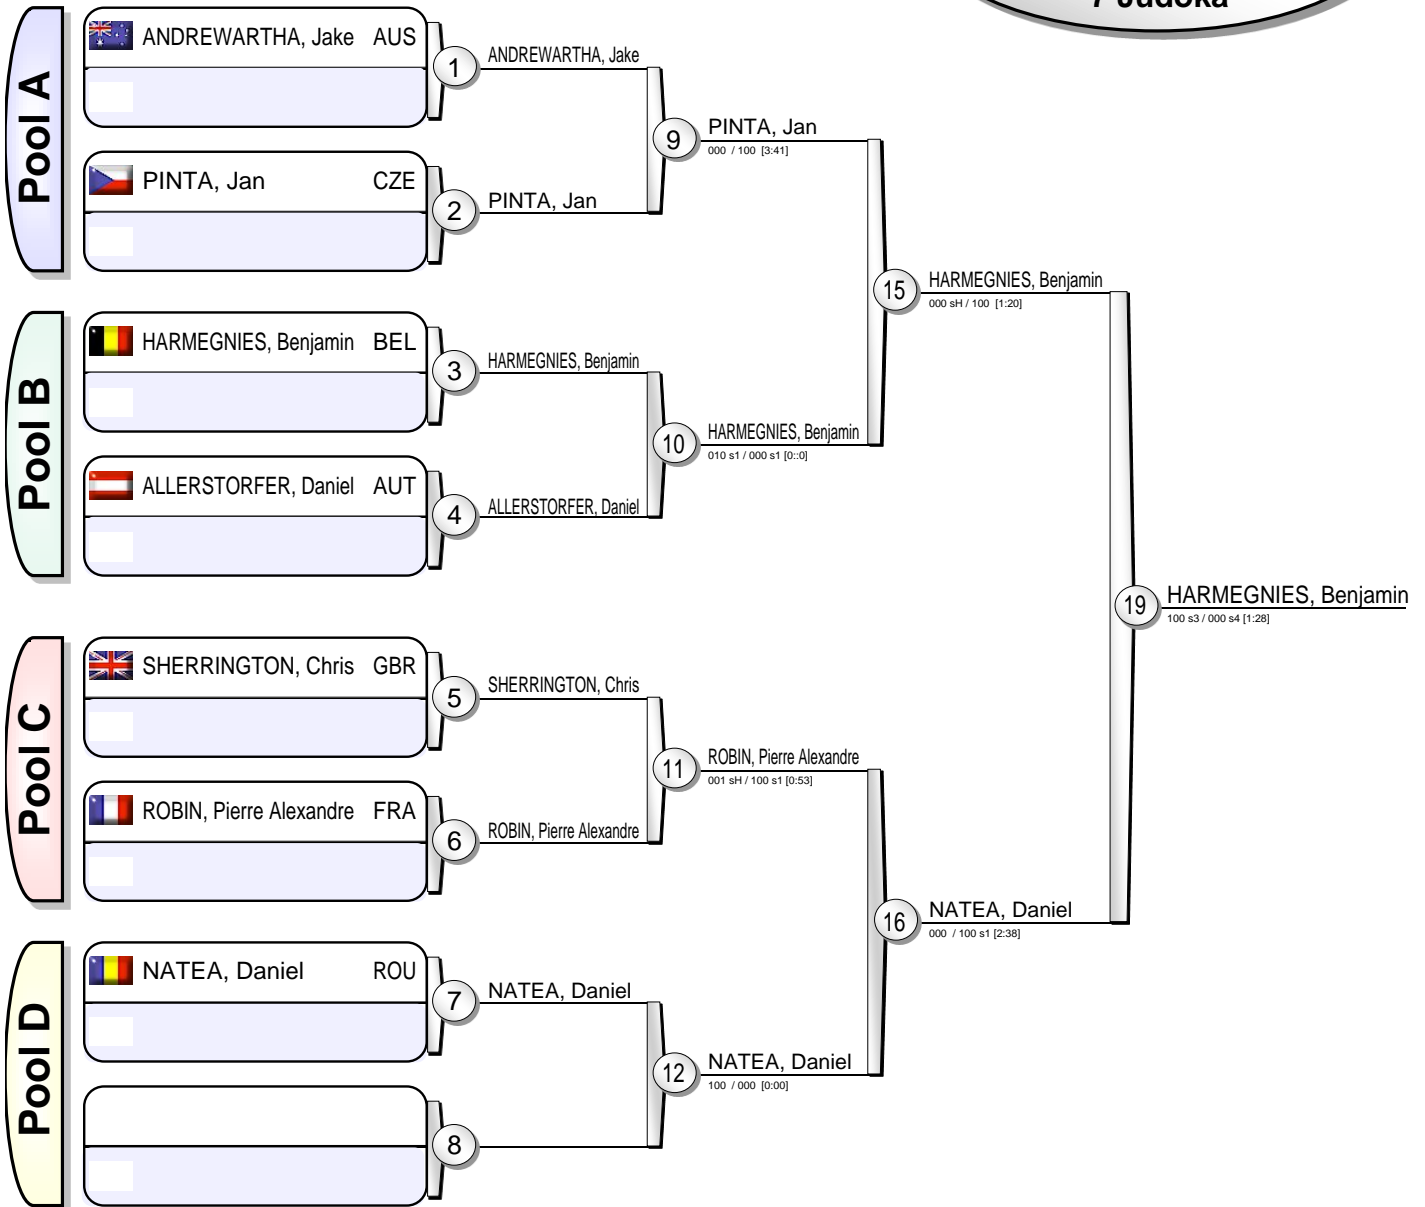 7 Judoka
Pool A
ANDREWARTHA, Jake AUS
1
ANDREWARTHA, Jake
PINTA, Jan CZE
2
PINTA, Jan
9
PINTA, Jan
000 / 100 [3:41]
Pool B
HARMEGNIES, Benjamin BEL
3
HARMEGNIES, Benjamin
ALLERSTORFER, Daniel AUT
4
ALLERSTORFER, Daniel
10
HARMEGNIES, Benjamin
010 s1 / 000 s1 [0::0]
15
HARMEGNIES, Benjamin
000 sH / 100 [1:20]
Pool C
SHERRINGTON, Chris GBR
5
SHERRINGTON, Chris
ROBIN, Pierre Alexandre FRA
6
ROBIN, Pierre Alexandre
11
ROBIN, Pierre Alexandre
001 sH / 100 s1 [0:53]
Pool D
NATEA, Daniel ROU
7
NATEA, Daniel
8
12
NATEA, Daniel
100 / 000 [0:00]
16
NATEA, Daniel
000 / 100 s1 [2:38]
19
HARMEGNIES, Benjamin
100 s3 / 000 s4 [1:28]